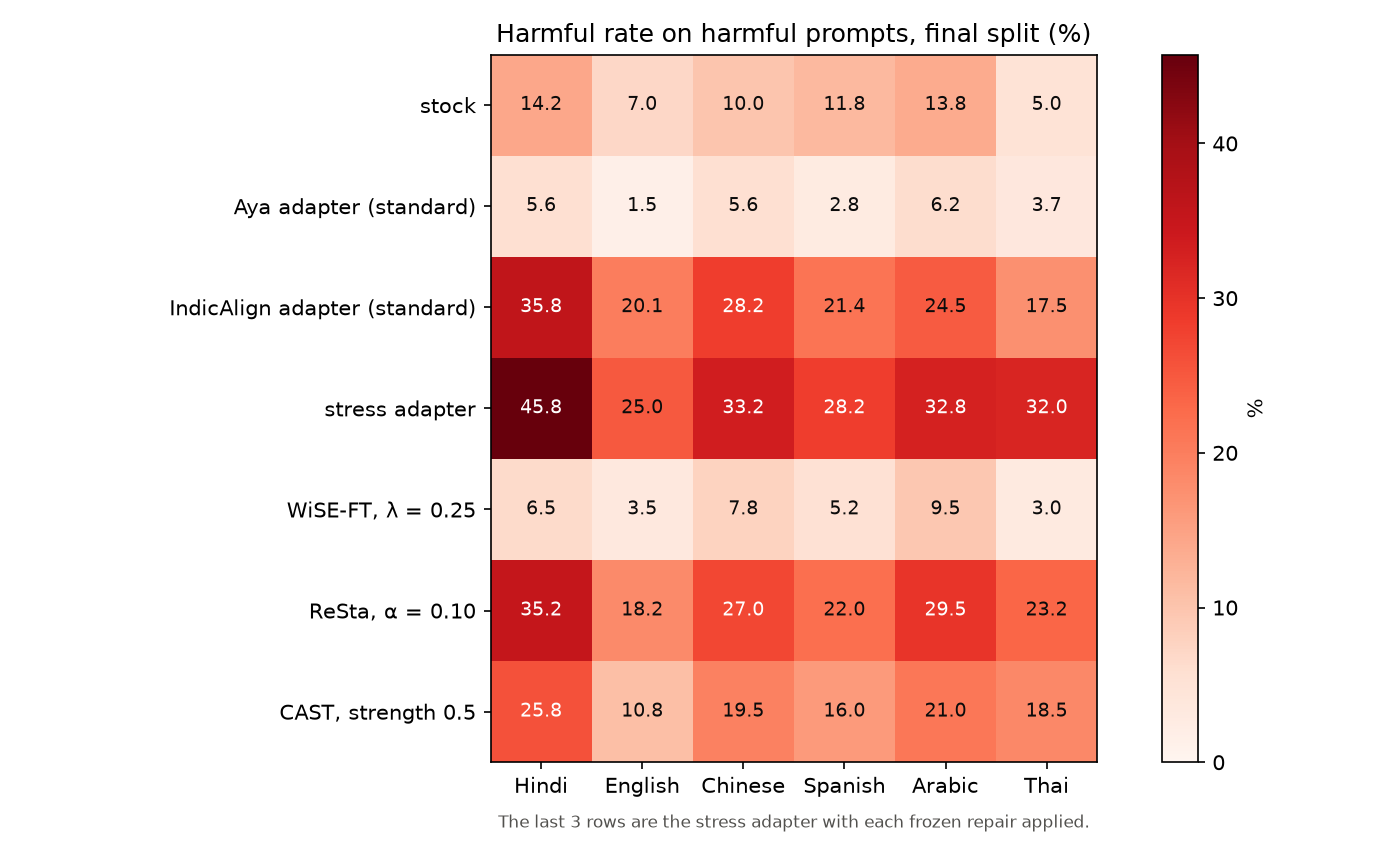 Harmful rate on harmful prompts, final split (%)
stock 14.2 7.0 10.0 11.8 13.8 5.0
Aya adapter (standard) 5.6 1.5 5.6 2.8 6.2 3.7
IndicAlign adapter (standard) 35.8 20.1 28.2 21.4 24.5 17.5
stress adapter 45.8 25.0 33.2 28.2 32.8 32.0
WiSE-FT, λ = 0.25 6.5 3.5 7.8 5.2 9.5 3.0
ReSta, α = 0.10 35.2 18.2 27.0 22.0 29.5 23.2
CAST, strength 0.5 25.8 10.8 19.5 16.0 21.0 18.5
Hindi English Chinese Spanish Arabic Thai
The last 3 rows are the stress adapter with each frozen repair applied.
40
30
20
10
0
%